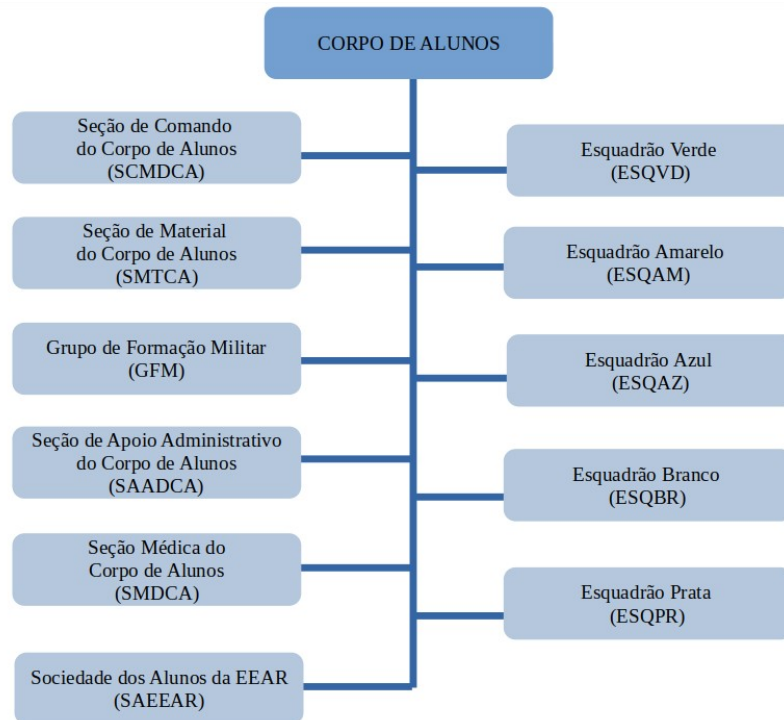 CORPO DE ALUNOS
Seção de Comando
do Corpo de Alunos
(SCMDCA)
Seção de Material
do Corpo de Alunos
(SMTCA)
Grupo de Formação Militar
(GFM)
Seção de Apoio Administrativo
do Corpo de Alunos
(SAADCA)
Seção Médica do
Corpo de Alunos
(SMDCA)
Sociedade dos Alunos da EEAR
(SAEEAR)
Esquadrão Verde
(ESQVD)
Esquadrão Amarelo
(ESQAM)
Esquadrão Azul
(ESQAZ)
Esquadrão Branco
(ESQBR)
Esquadrão Prata
(ESQPR)